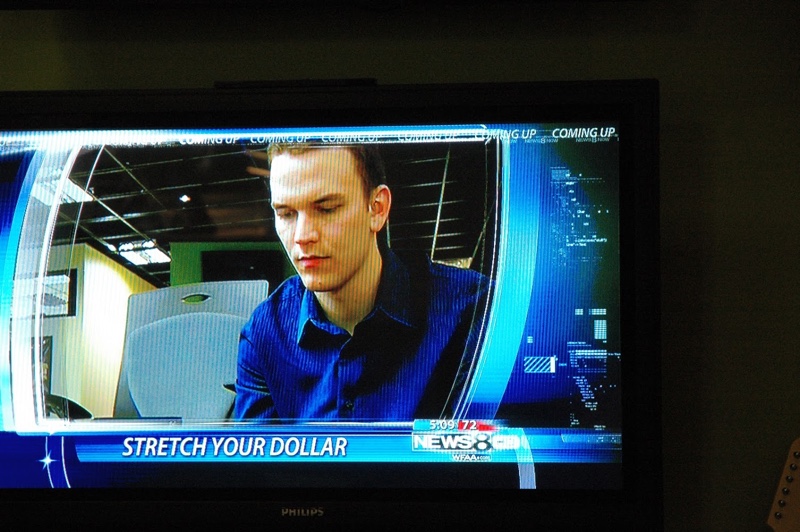 COMING UP COMING UP COMING UP COMING UP COMING UP COMING UP
STRETCH YOUR DOLLAR
5:09 72
NEWS 8
WFAA.COM
PHILIPS